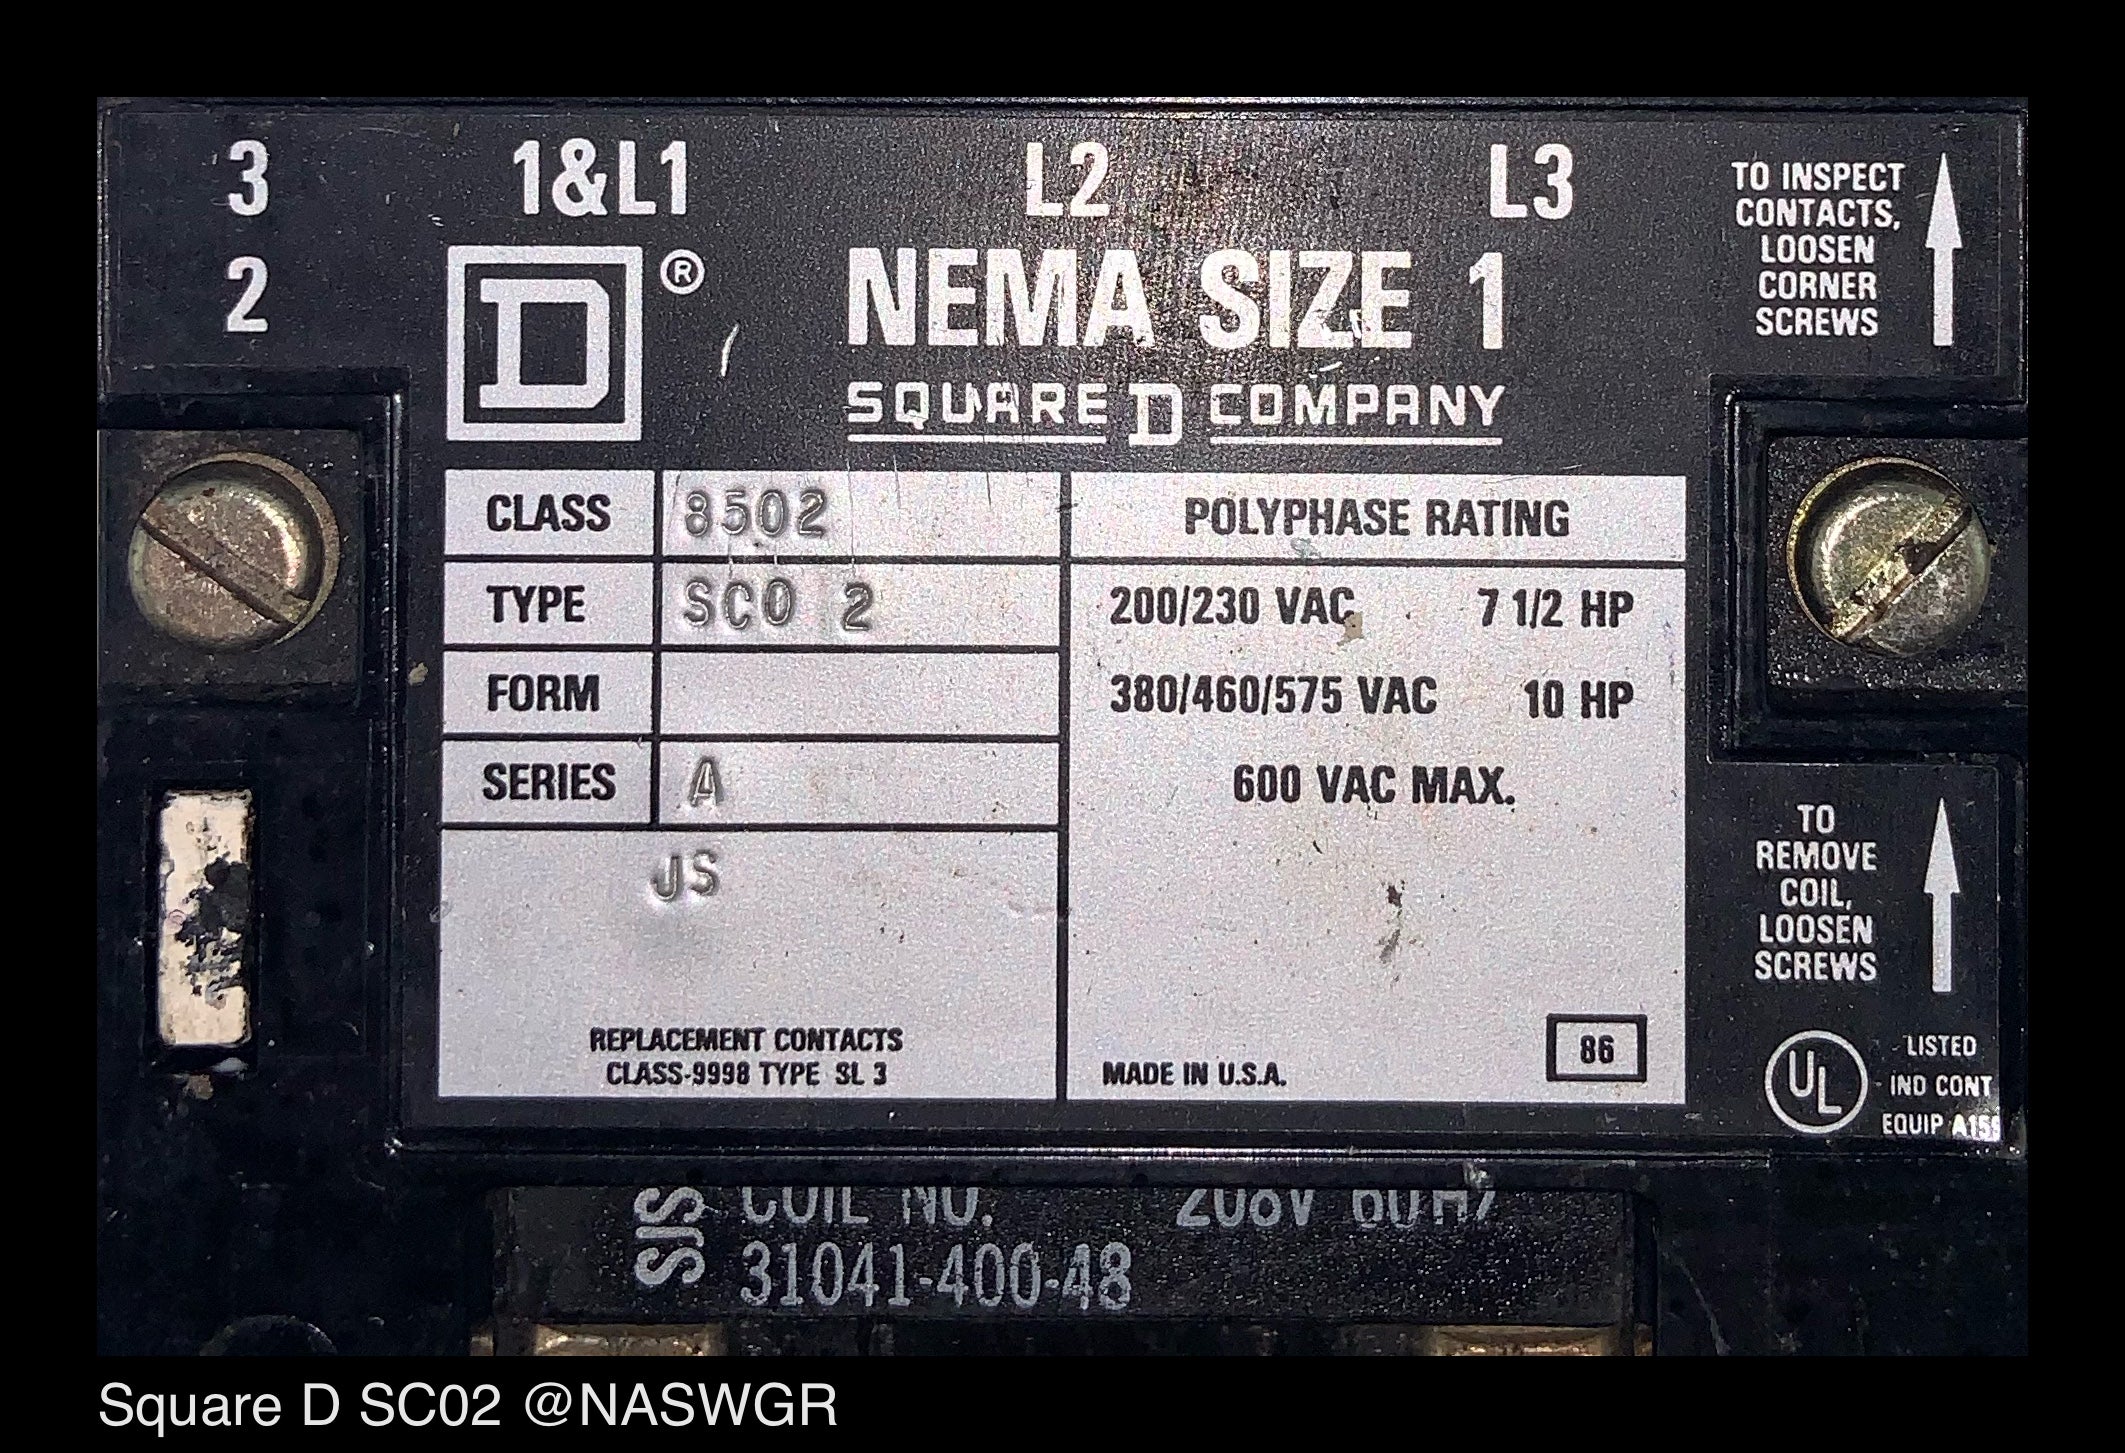 3
2
1&L1
L2
L3
TO INSPECT
CONTACTS,
LOOSEN
CORNER
SCREWS
D ®
NEMA SIZE 1
SQUARE D COMPANY
CLASS 8502
TYPE SCO 2
FORM
SERIES A
JS
REPLACEMENT CONTACTS
CLASS-9998 TYPE SL 3
POLYPHASE RATING
200/230 VAC 7 1/2 HP
380/460/575 VAC 10 HP
600 VAC MAX.
MADE IN U.S.A.
86
TO
REMOVE
COIL,
LOOSEN
SCREWS
UL LISTED
IND CONT
EQUIP
SJS
COIL NO. 208V 60HZ
31041-400-48
Square D SC02 @NASWGR